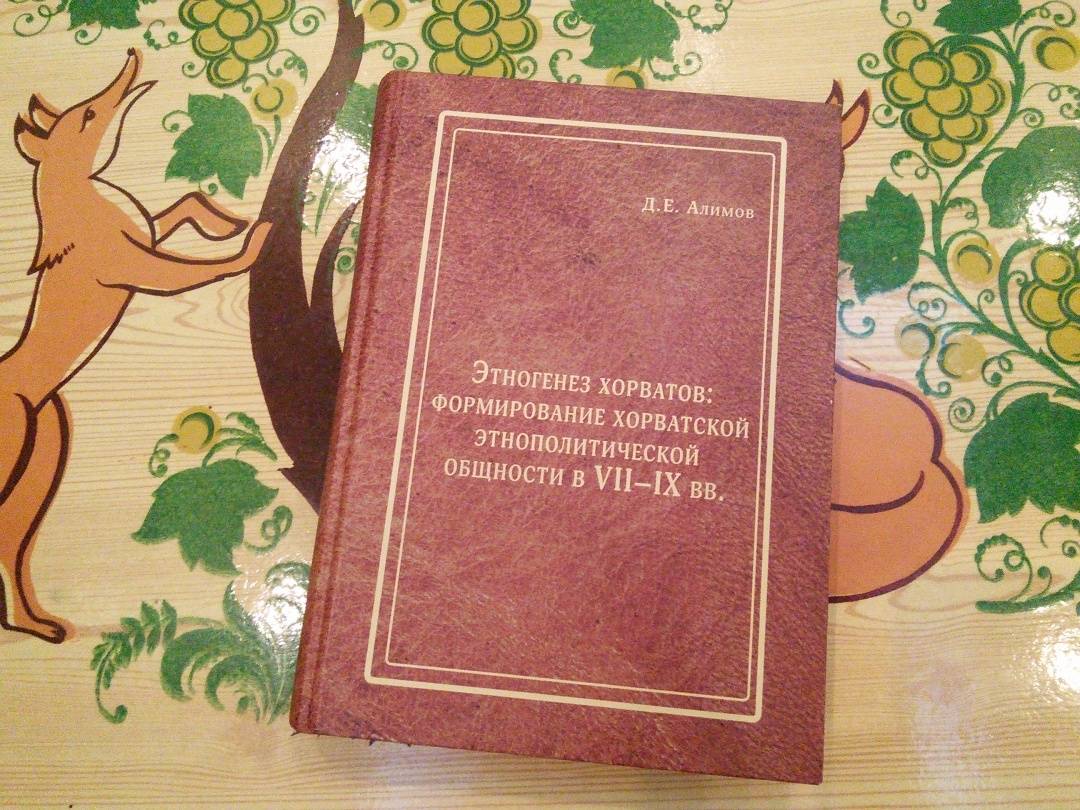 Д.Е. Алимов
Этногенез хорватов:
формирование хорватской
этнополитической
общности в VII–IX вв.